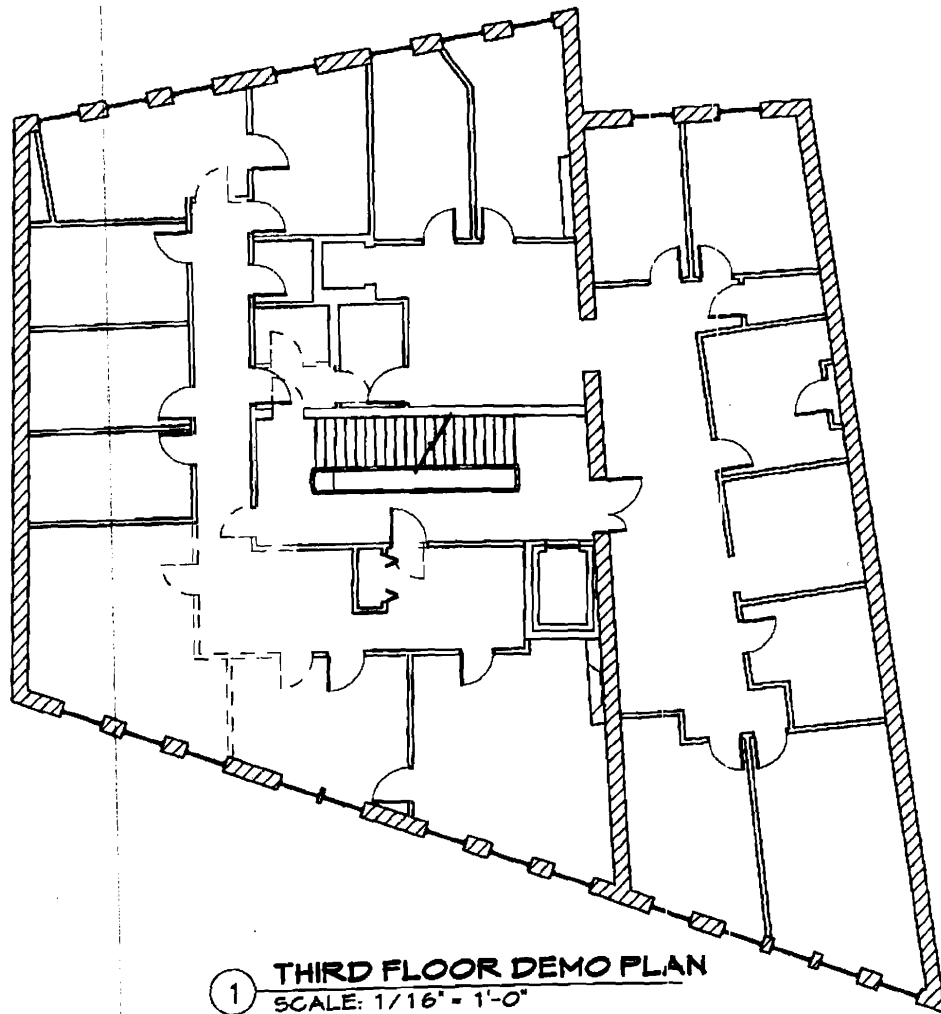 1
THIRD FLOOR DEMO PLAN
SCALE: 1/16" = 1'-0"